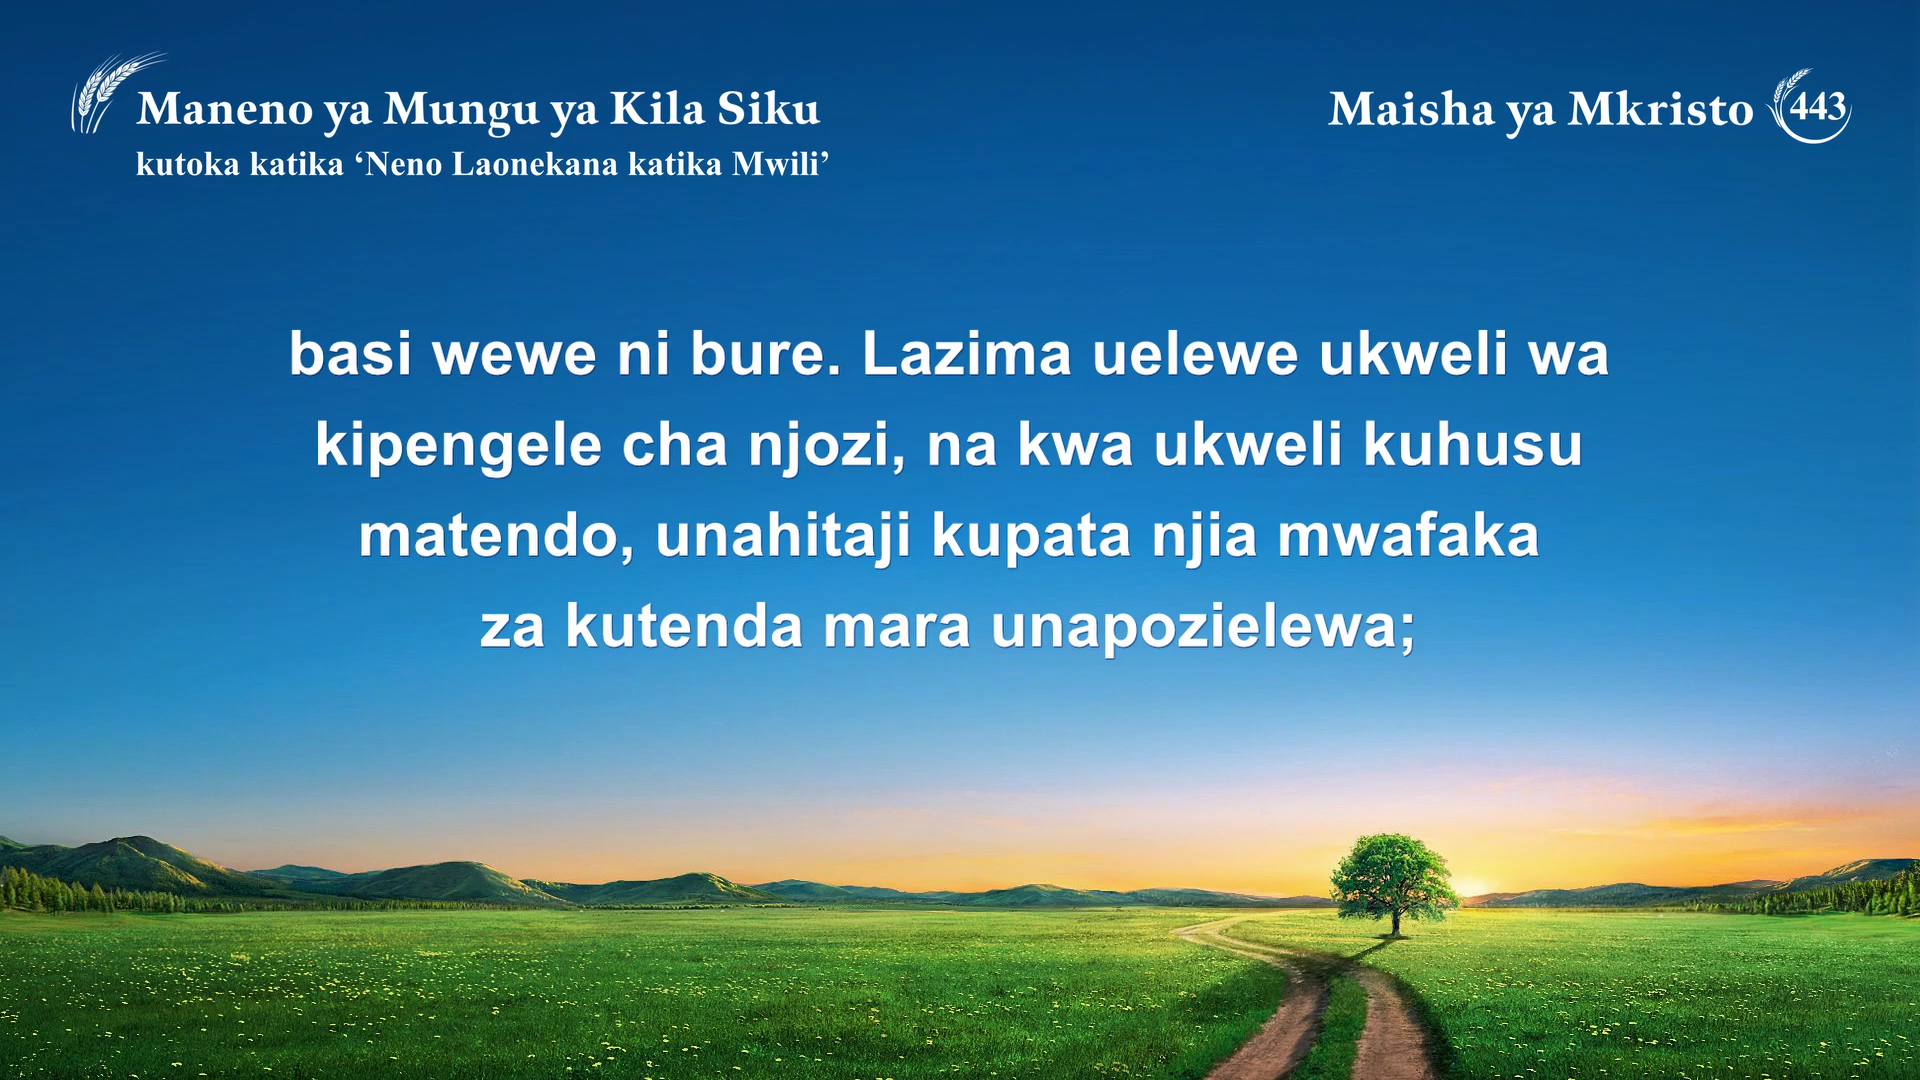 Maneno ya Mungu ya Kila Siku
kutoka katika ‘Neno Laonekana katika Mwili’
Maisha ya Mkristo 443
basi wewe ni bure. Lazima uelewe ukweli wa
kipengele cha njozi, na kwa ukweli kuhusu
matendo, unahitaji kupata njia mwafaka
za kutenda mara unapozielewa;